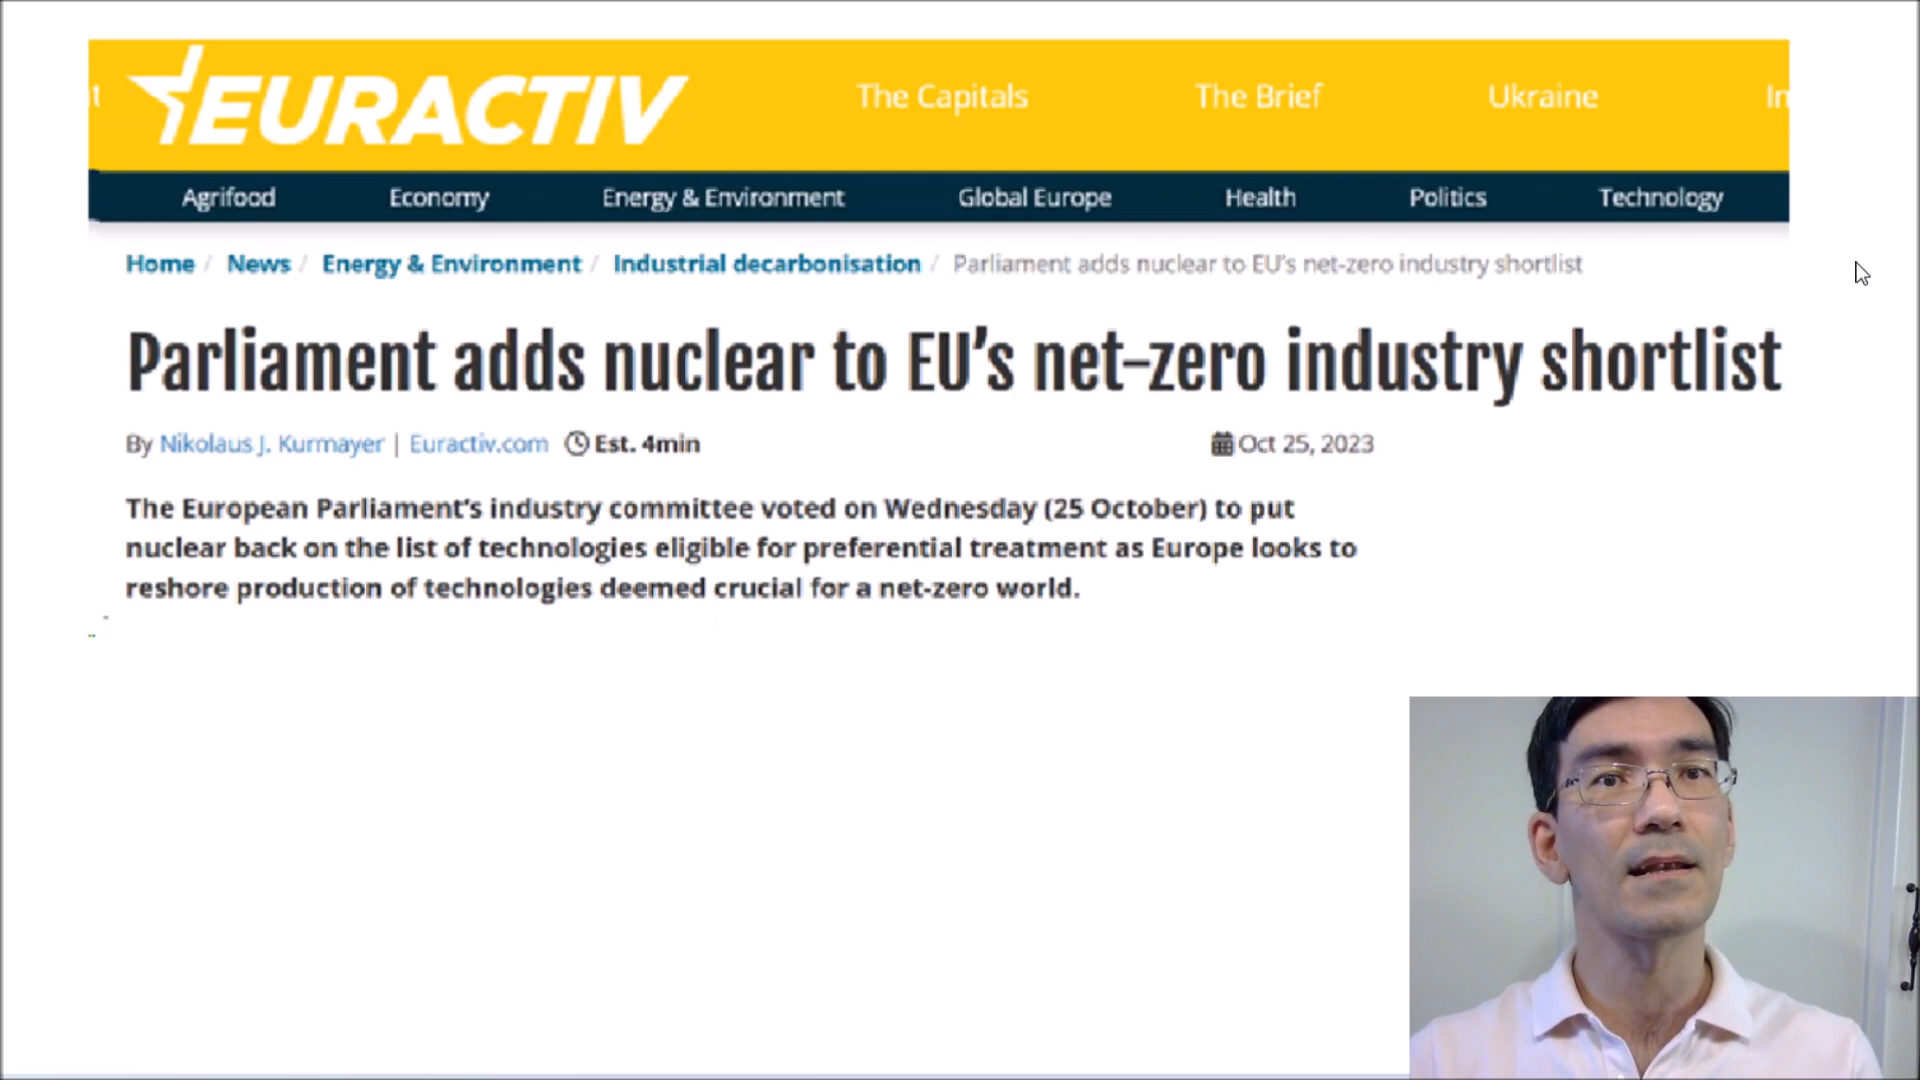 t EURACTIV The Capitals The Brief Ukraine In
Agrifood Economy Energy & Environment Global Europe Health Politics Technology
Home / News / Energy & Environment / Industrial decarbonisation / Parliament adds nuclear to EU's net-zero industry shortlist
Parliament adds nuclear to EU's net-zero industry shortlist
By Nikolaus J. Kurmayer | Euractiv.com Est. 4min Oct 25, 2023
The European Parliament's industry committee voted on Wednesday (25 October) to put
nuclear back on the list of technologies eligible for preferential treatment as Europe looks to
reshore production of technologies deemed crucial for a net-zero world.